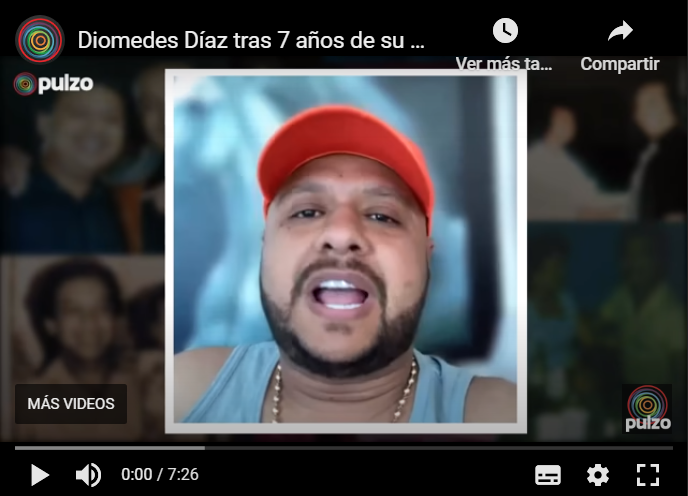 Diomedes Díaz tras 7 años de su ...
Ver más ta...
Compartir
pulzo
MÁS VIDEOS
pulzo
0:00 / 7:26